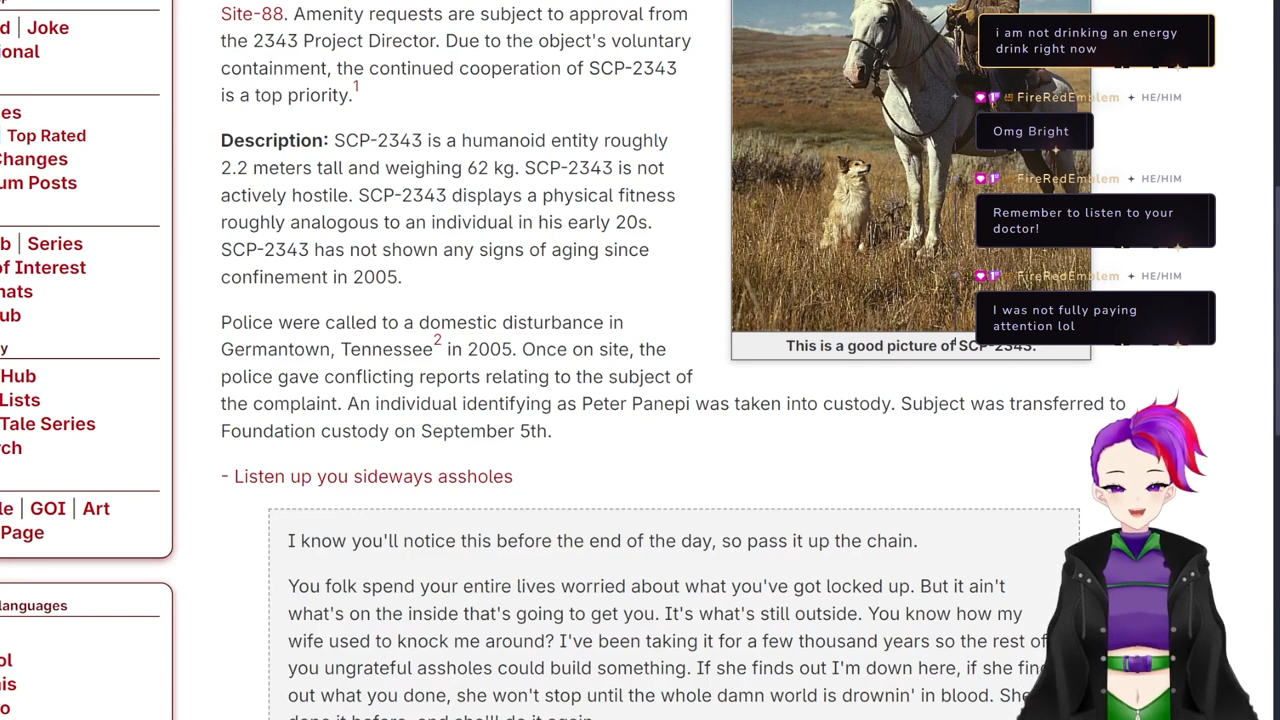 d | Joke
ional
es
| Top Rated
Changes
um Posts
b | Series
of Interest
mats
ub
y
Hub
Lists
Tale Series
rch
le | GOI | Art
Page
languages
ol
is
o
Site-88. Amenity requests are subject to approval from
the 2343 Project Director. Due to the object's voluntary
containment, the continued cooperation of SCP-2343
is a top priority.1
Description: SCP-2343 is a humanoid entity roughly
2.2 meters tall and weighing 62 kg. SCP-2343 is not
actively hostile. SCP-2343 displays a physical fitness
roughly analogous to an individual in his early 20s.
SCP-2343 has not shown any signs of aging since
confinement in 2005.
This is a good picture of SCP-2343.
Police were called to a domestic disturbance in
Germantown, Tennessee2 in 2005. Once on site, the
police gave conflicting reports relating to the subject of
the complaint. An individual identifying as Peter Panepi was taken into custody. Subject was transferred to
Foundation custody on September 5th.
- Listen up you sideways assholes
I know you'll notice this before the end of the day, so pass it up the chain.
You folk spend your entire lives worried about what you've got locked up. But it ain't
what's on the inside that's going to get you. It's what's still outside. You know how my
wife used to knock me around? I've been taking it for a few thousand years so the rest of
you ungrateful assholes could build something. If she finds out I'm down here, if she find
out what you done, she won't stop until the whole damn world is drownin' in blood. She
done it before, and she'll do it again.
i am not drinking an energy
drink right now
FireRedEmblem HE/HIM
Omg Bright
FireRedEmblem HE/HIM
Remember to listen to your
doctor!
FireRedEmblem HE/HIM
I was not fully paying
attention lol